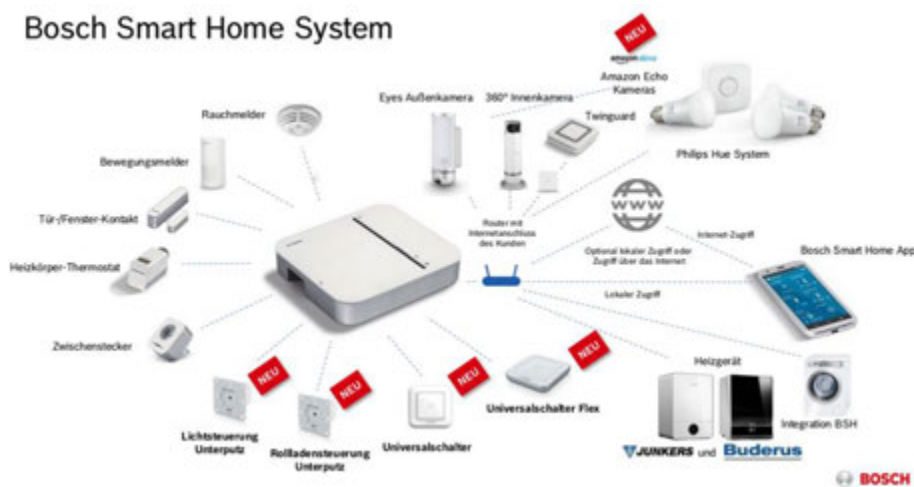 Bosch Smart Home System
NEU
amazon alexa
Amazon Echo
Kameras
Eyes Außenkamera
360° Innenkamera
Twinguard
Philips Hue System
Rauchmelder
Bewegungsmelder
Tür-/Fenster-Kontakt
Heizkörper-Thermostat
Zwischenstecker
Router mit
Internetanschluss
des Kunden
WWW
Optional lokaler Zugriff oder
Zugriff über das Internet
Internet-Zugriff
Bosch Smart Home App
Lokaler Zugriff
NEU
Lichtsteuerung
Unterputz
NEU
Rollladensteuerung
Unterputz
NEU
Universalschalter
NEU
Universalschalter Flex
Heizgerät
JUNKERS und Buderus
Integration BSH
BOSCH